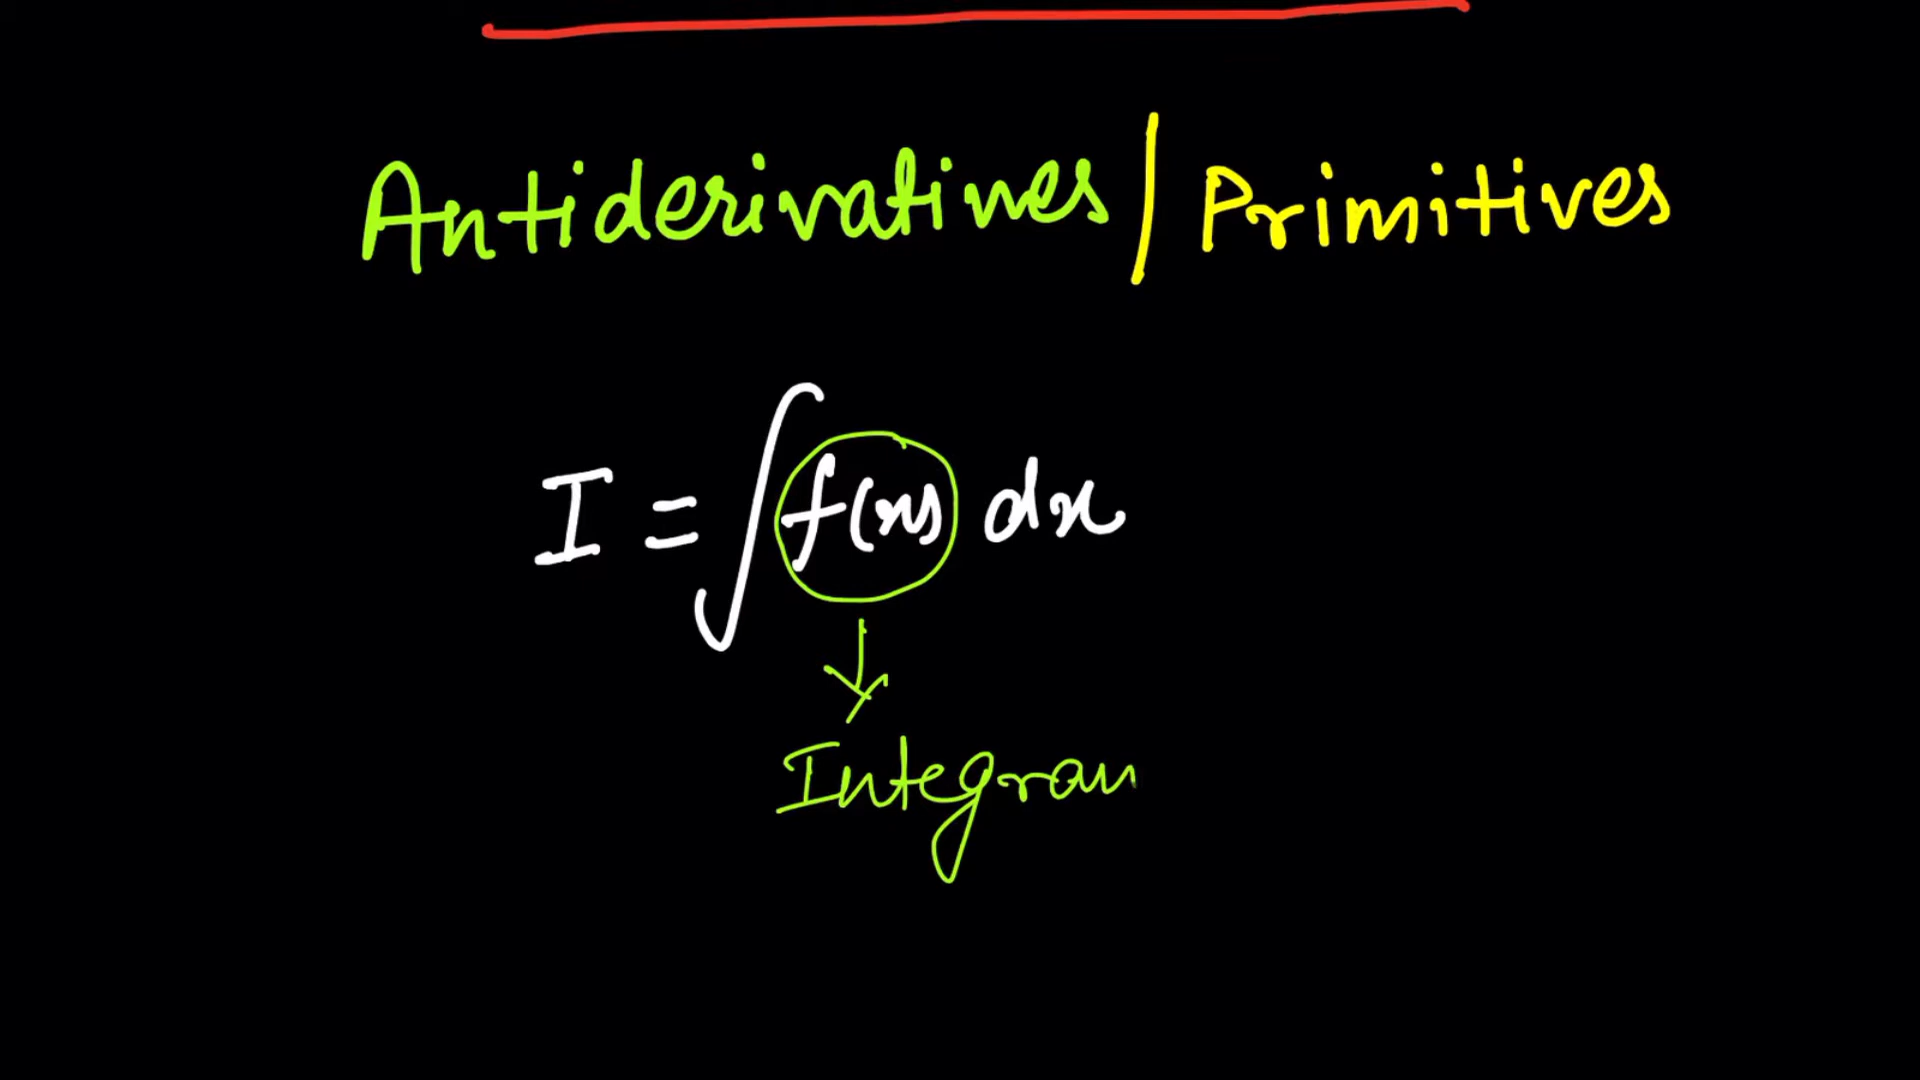 Antiderivatives / Primitives
I = ∫ f(x) dx
↓
Integran